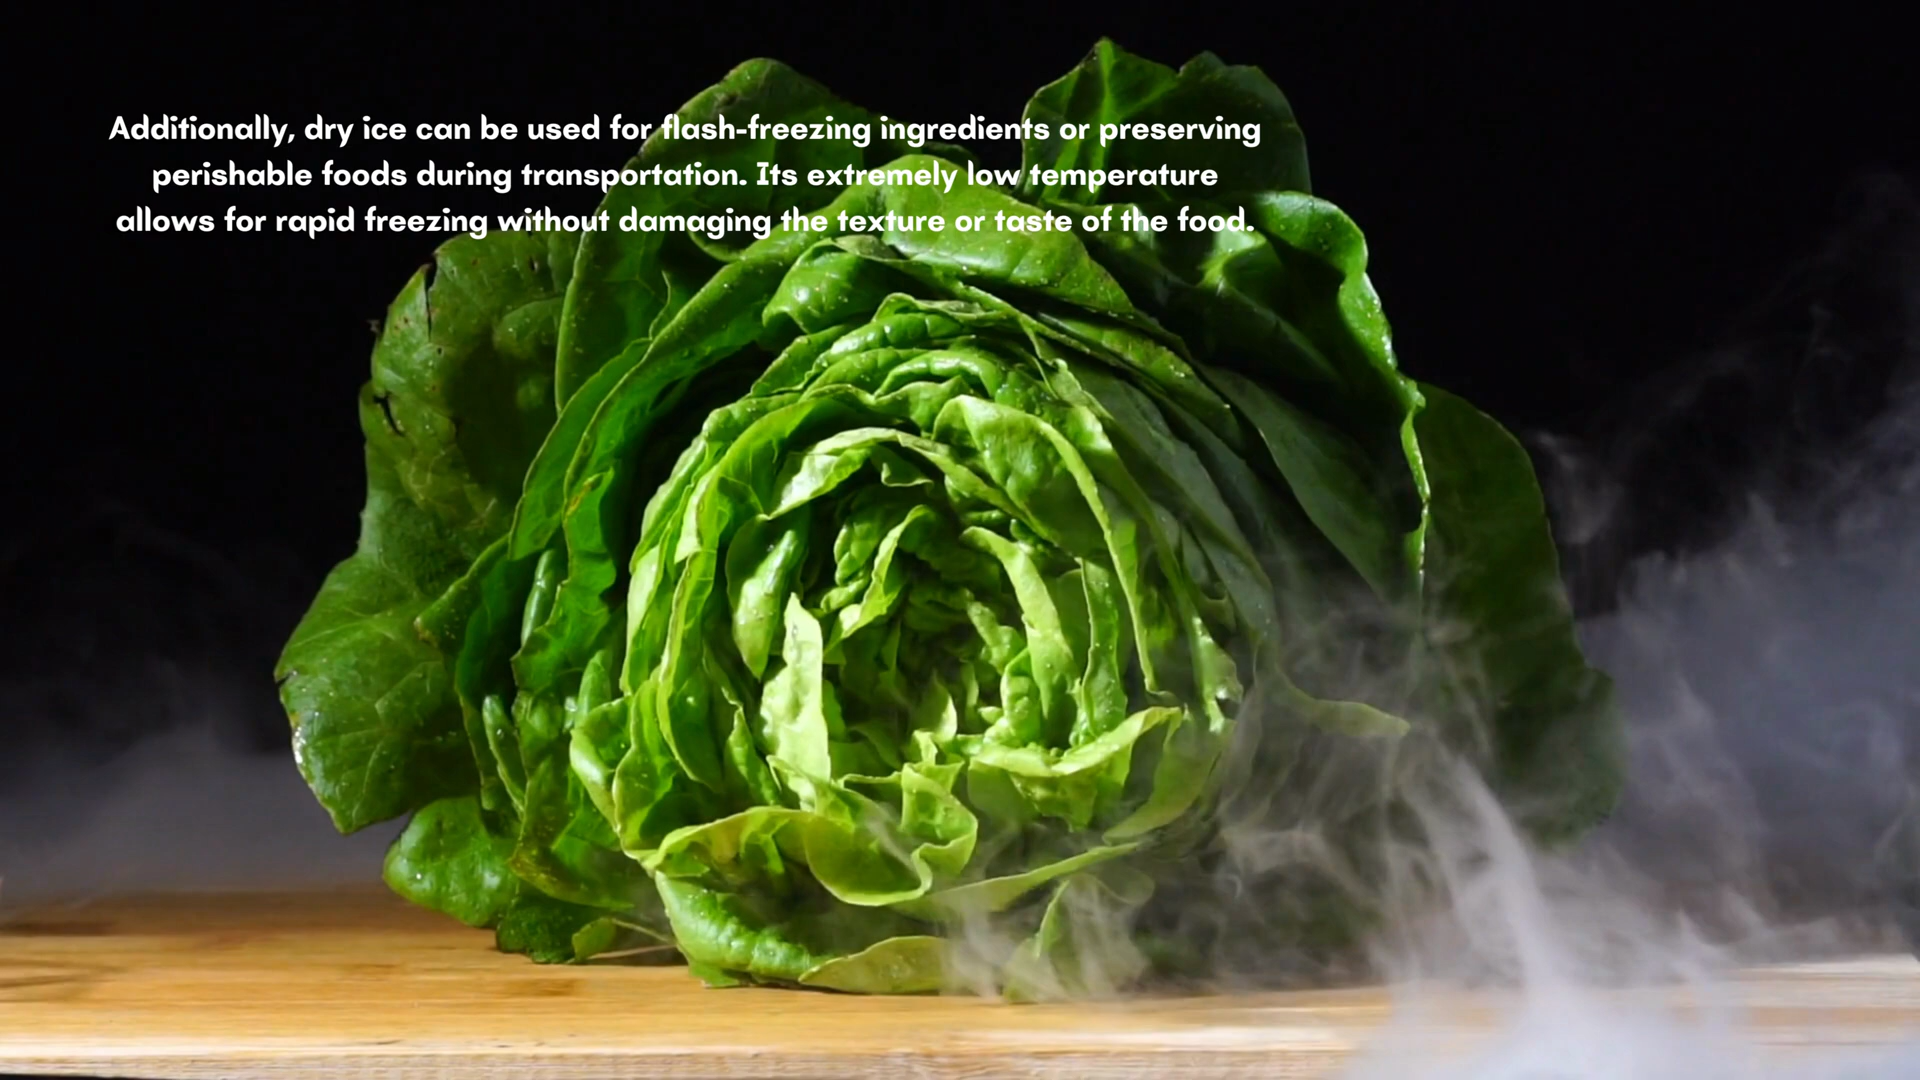 Additionally, dry ice can be used for flash-freezing ingredients or preserving
perishable foods during transportation. Its extremely low temperature
allows for rapid freezing without damaging the texture or taste of the food.